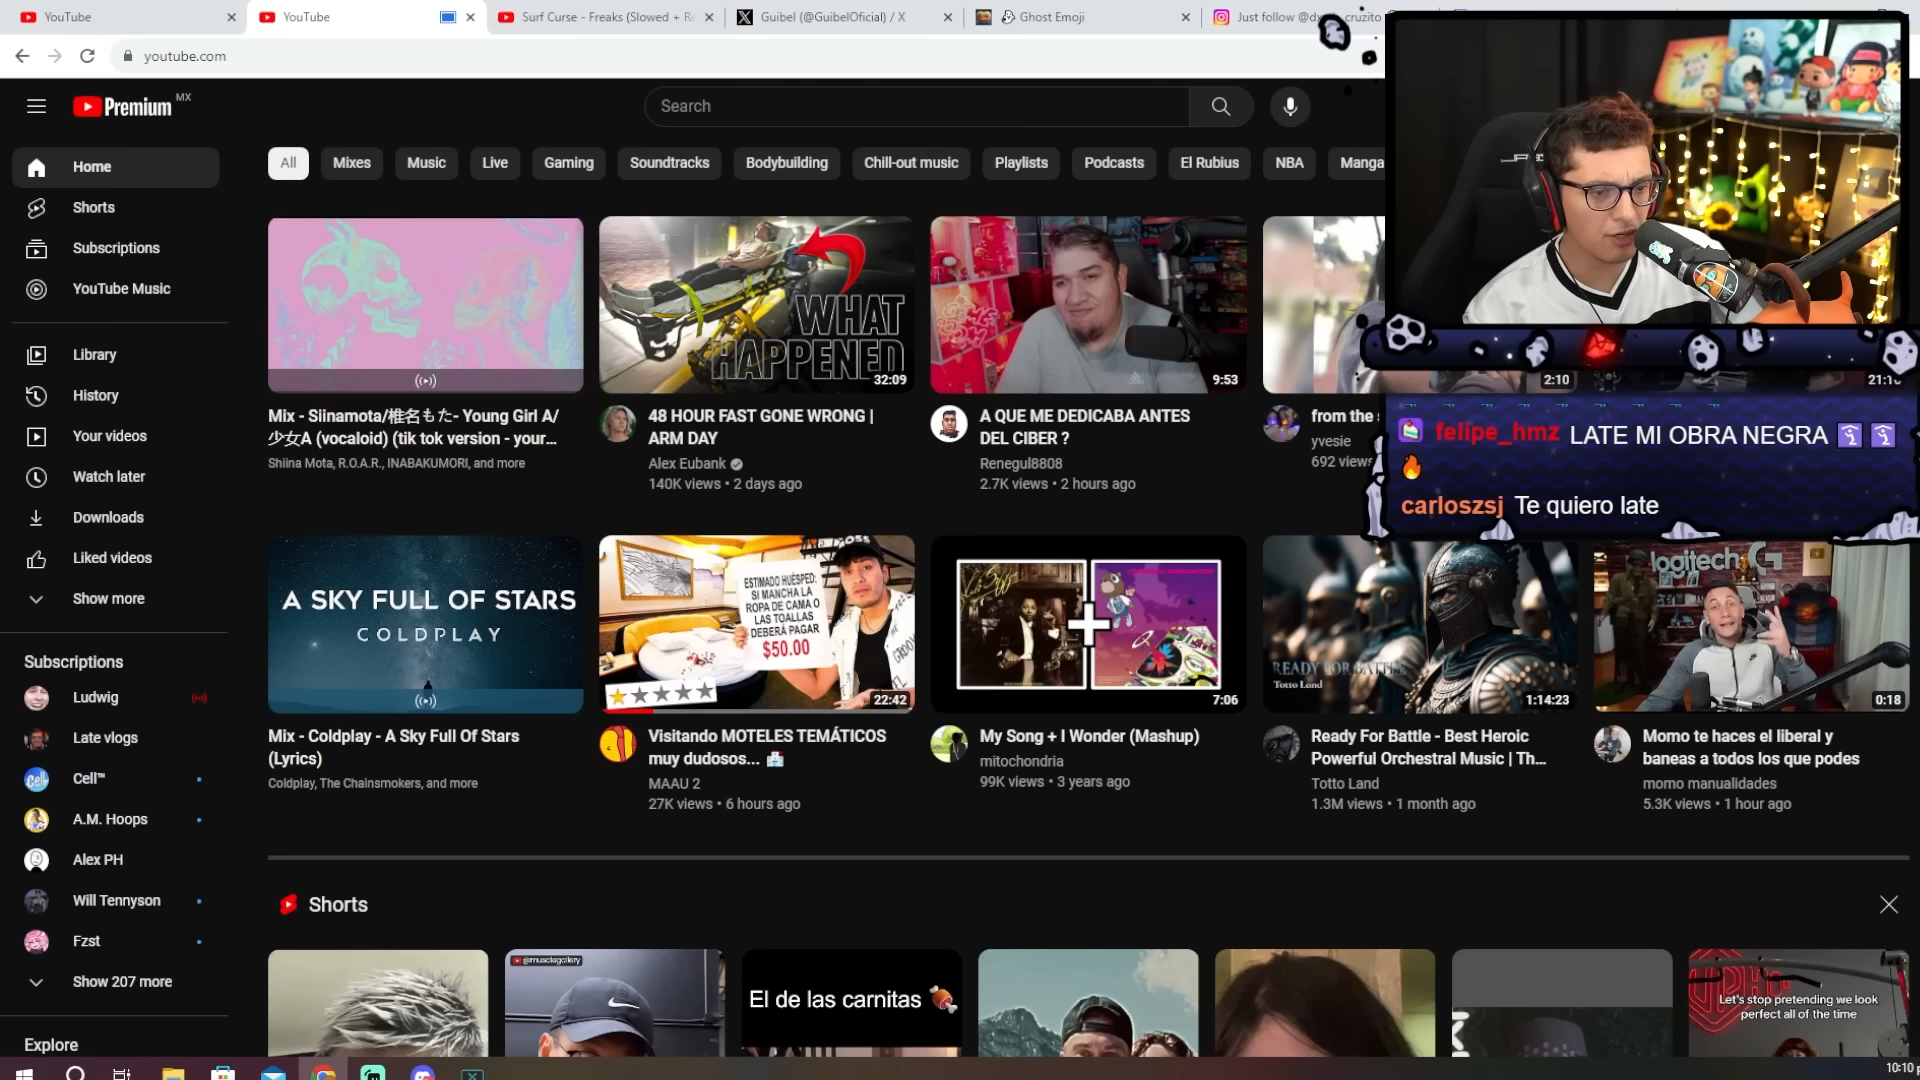 YouTube
YouTube
Surf Curse - Freaks (Slowed + Re
Guibel (@GuibelOficial) / X
Ghost Emoji
Just follow @dx
cruzito
youtube.com
Premium MX
Search
All
Mixes
Music
Live
Gaming
Soundtracks
Bodybuilding
Chill-out music
Playlists
Podcasts
El Rubius
NBA
Manga
Home
Shorts
Subscriptions
YouTube Music
Library
History
Your videos
Watch later
Downloads
Liked videos
Show more
Subscriptions
Ludwig
Late vlogs
Cell™
A.M. Hoops
Alex PH
Will Tennyson
Fzst
Show 207 more
Explore
WHAT
HAPPENED
32:09
9:53
2:10
Mix - Siinamota/椎名もた- Young Girl A/
少女A (vocaloid) (tik tok version - your...
Shiina Mota, R.O.A.R., INABAKUMORI, and more
48 HOUR FAST GONE WRONG |
ARM DAY
Alex Eubank
140K views • 2 days ago
A QUE ME DEDICABA ANTES
DEL CIBER ?
Renegul8808
2.7K views • 2 hours ago
from the
yvesie
692 views
felipe_hmz LATE MI OBRA NEGRA
🔥
carloszsj Te quiero late
A SKY FULL OF STARS
COLDPLAY
ESTIMADO HUÉSPED:
SI MANCHA LA
ROPA DE CAMA O
LAS TOALLAS
DEBERÁ PAGAR
$50.00
22:42
7:06
READY FOR BATTLE
Totto Land
1:14:23
logitech G
0:18
Mix - Coldplay - A Sky Full Of Stars
(Lyrics)
Coldplay, The Chainsmokers, and more
Visitando MOTELES TEMÁTICOS
muy dudosos... 🏩
MAAU 2
27K views • 6 hours ago
My Song + I Wonder (Mashup)
mitochondria
99K views • 3 years ago
Ready For Battle - Best Heroic
Powerful Orchestral Music | Th...
Totto Land
1.3M views • 1 month ago
Momo te haces el liberal y
baneas a todos los que podes
momo manualidades
5.3K views • 1 hour ago
Shorts
@musclegallery
El de las carnitas 🍖
Let's stop pretending we look
perfect all of the time
10:10 p